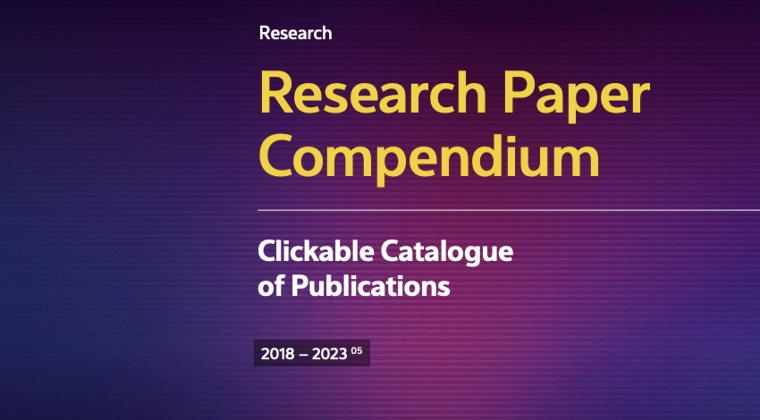 Research
Research Paper
Compendium
Clickable Catalogue
of Publications
2018 – 2023 05